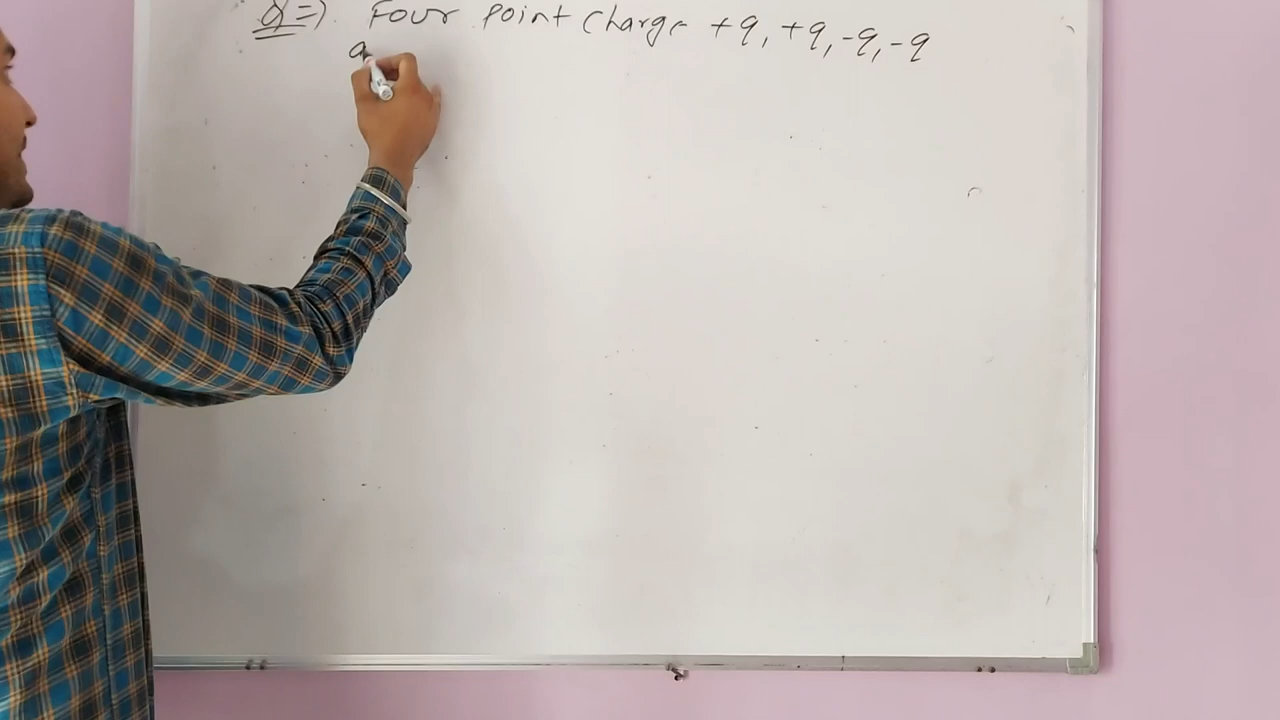 Q⇒ Four point charge +q, +q, -q, -q
a